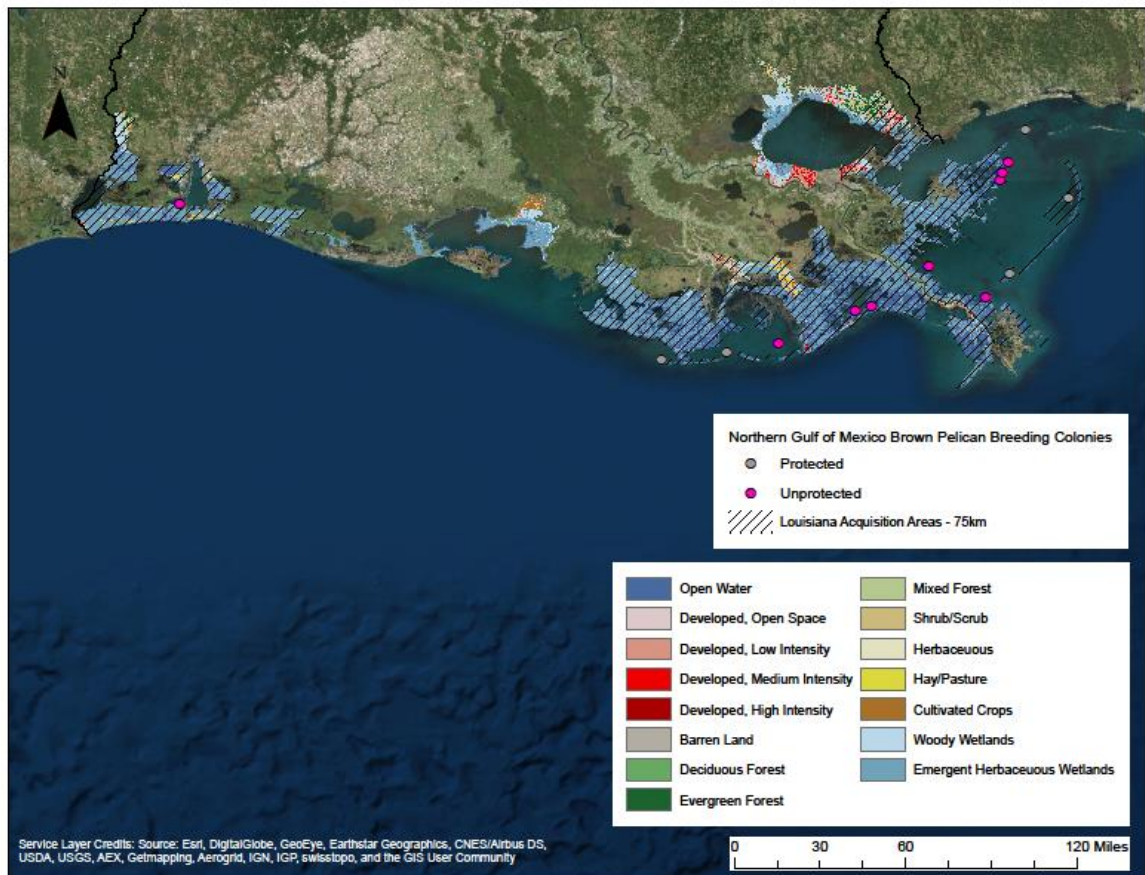 N
Northern Gulf of Mexico Brown Pelican Breeding Colonies
Protected
Unprotected
Louisiana Acquisition Areas - 75km
Open Water
Developed, Open Space
Developed, Low Intensity
Developed, Medium Intensity
Developed, High Intensity
Barren Land
Deciduous Forest
Evergreen Forest
Mixed Forest
Shrub/Scrub
Herbaceuous
Hay/Pasture
Cultivated Crops
Woody Wetlands
Emergent Herbaceuous Wetlands
Service Layer Credits: Source: Esri, DigitalGlobe, GeoEye, Earthstar Geographics, CNES/Airbus DS,
USDA, USGS, AEX, Getmapping, Aerogrid, IGN, IGP, swisstopo, and the GIS User Community
0 30 60 120 Miles